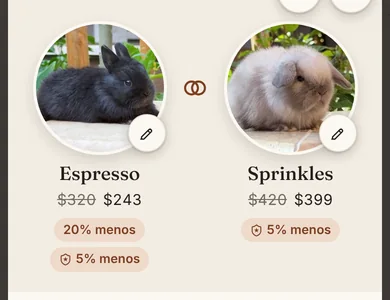 Espresso
Sprinkles
$320 $243
$420 $399
20% menos
5% menos
5% menos